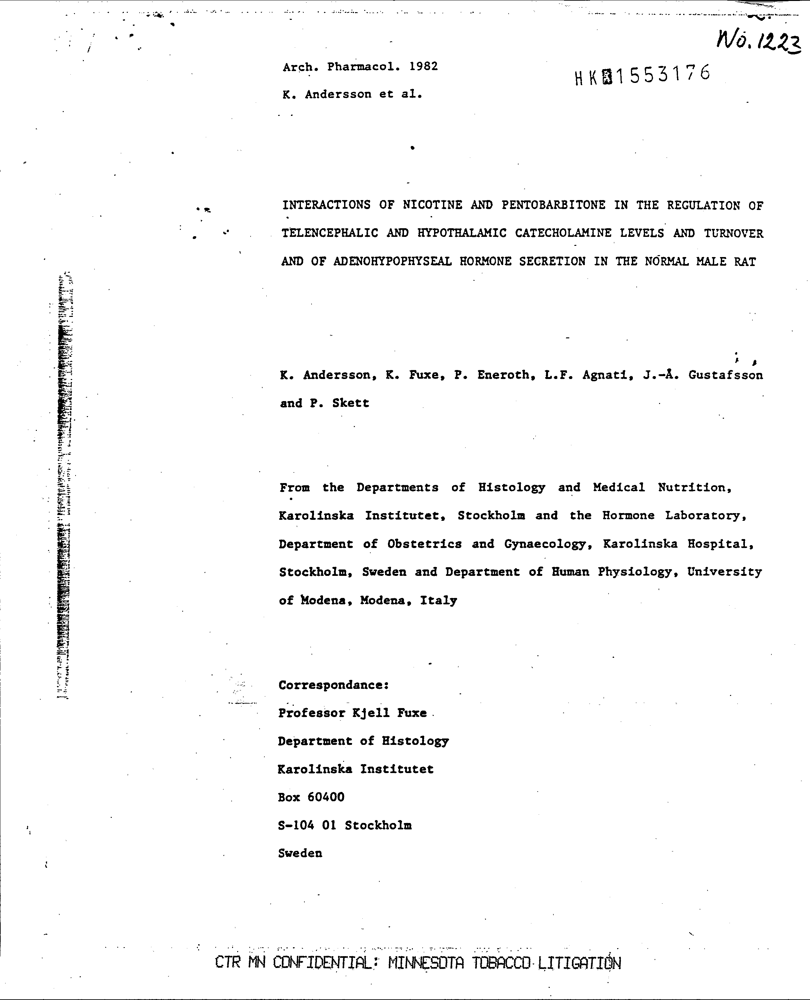 No. 1223
Arch. Pharmacol. 1982
HK 1553176
K. Andersson et al.
INTERACTIONS OF NICOTINE AND PENTOBARBITONE IN THE REGULATION OF
TELENCEPHALIC AND HYPOTHALAMIC CATECHOLAMINE LEVELS AND TURNOVER
AND OF ADENOHYPOPHYSEAL HORMONE SECRETION IN THE NORMAL MALE RAT
K. Andersson, K. Fuxe, P. Eneroth, L.F. Agnati, J.-Å. Gustafsson
and P. Skett
From the Departments of Histology and Medical Nutrition,
Karolinska Institutet, Stockholm and the Hormone Laboratory,
Department of Obstetrics and Gynaecology, Karolinska Hospital,
Stockholm, Sweden and Department of Human Physiology, University
of Modena, Modena, Italy
Correspondance:
Professor Kjell Fuxe
Department of Histology
Karolinska Institutet
Box 60400
S-104 01 Stockholm
Sweden
CTR MN CONFIDENTIAL: MINNESOTA TOBACCO LITIGATION